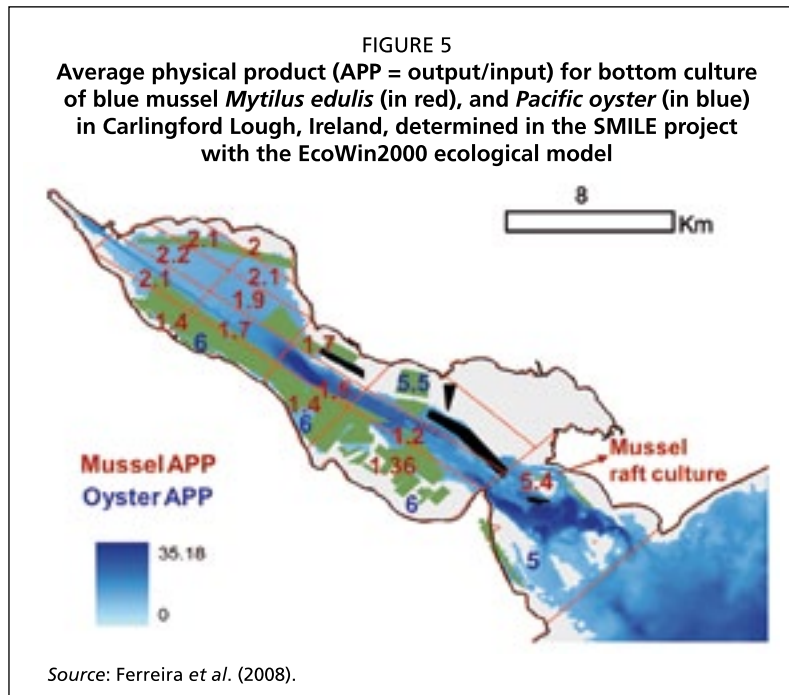 FIGURE 5
Average physical product (APP = output/input) for bottom culture
of blue mussel Mytilus edulis (in red), and Pacific oyster (in blue)
in Carlingford Lough, Ireland, determined in the SMILE project
with the EcoWin2000 ecological model
8
Km
2.1
2.2
2
2.1
2.1
1.9
1.4
1.7
6
1.7
5.5
1.5
1.4
6
1.2
1.36
6
Mussel
raft culture
5.4
5
Mussel APP
Oyster APP
35.18
0
Source: Ferreira et al. (2008).